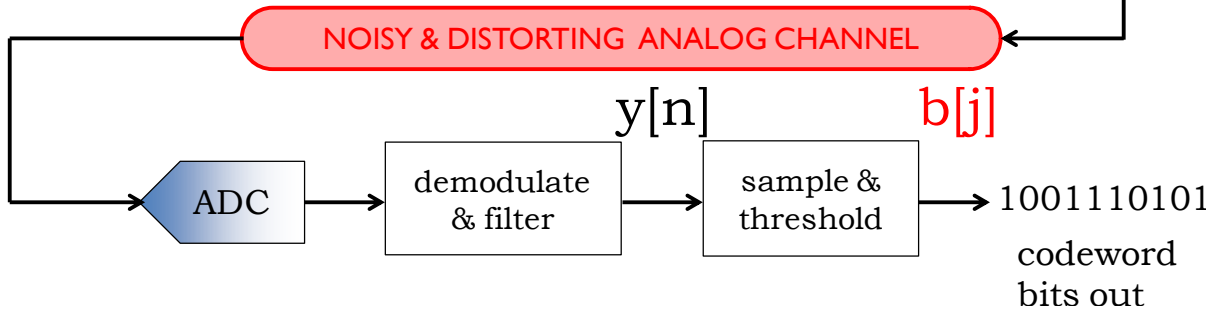 NOISY & DISTORTING ANALOG CHANNEL
y[n]
b[j]
ADC
demodulate
& filter
sample &
threshold
1001110101
codeword
bits out